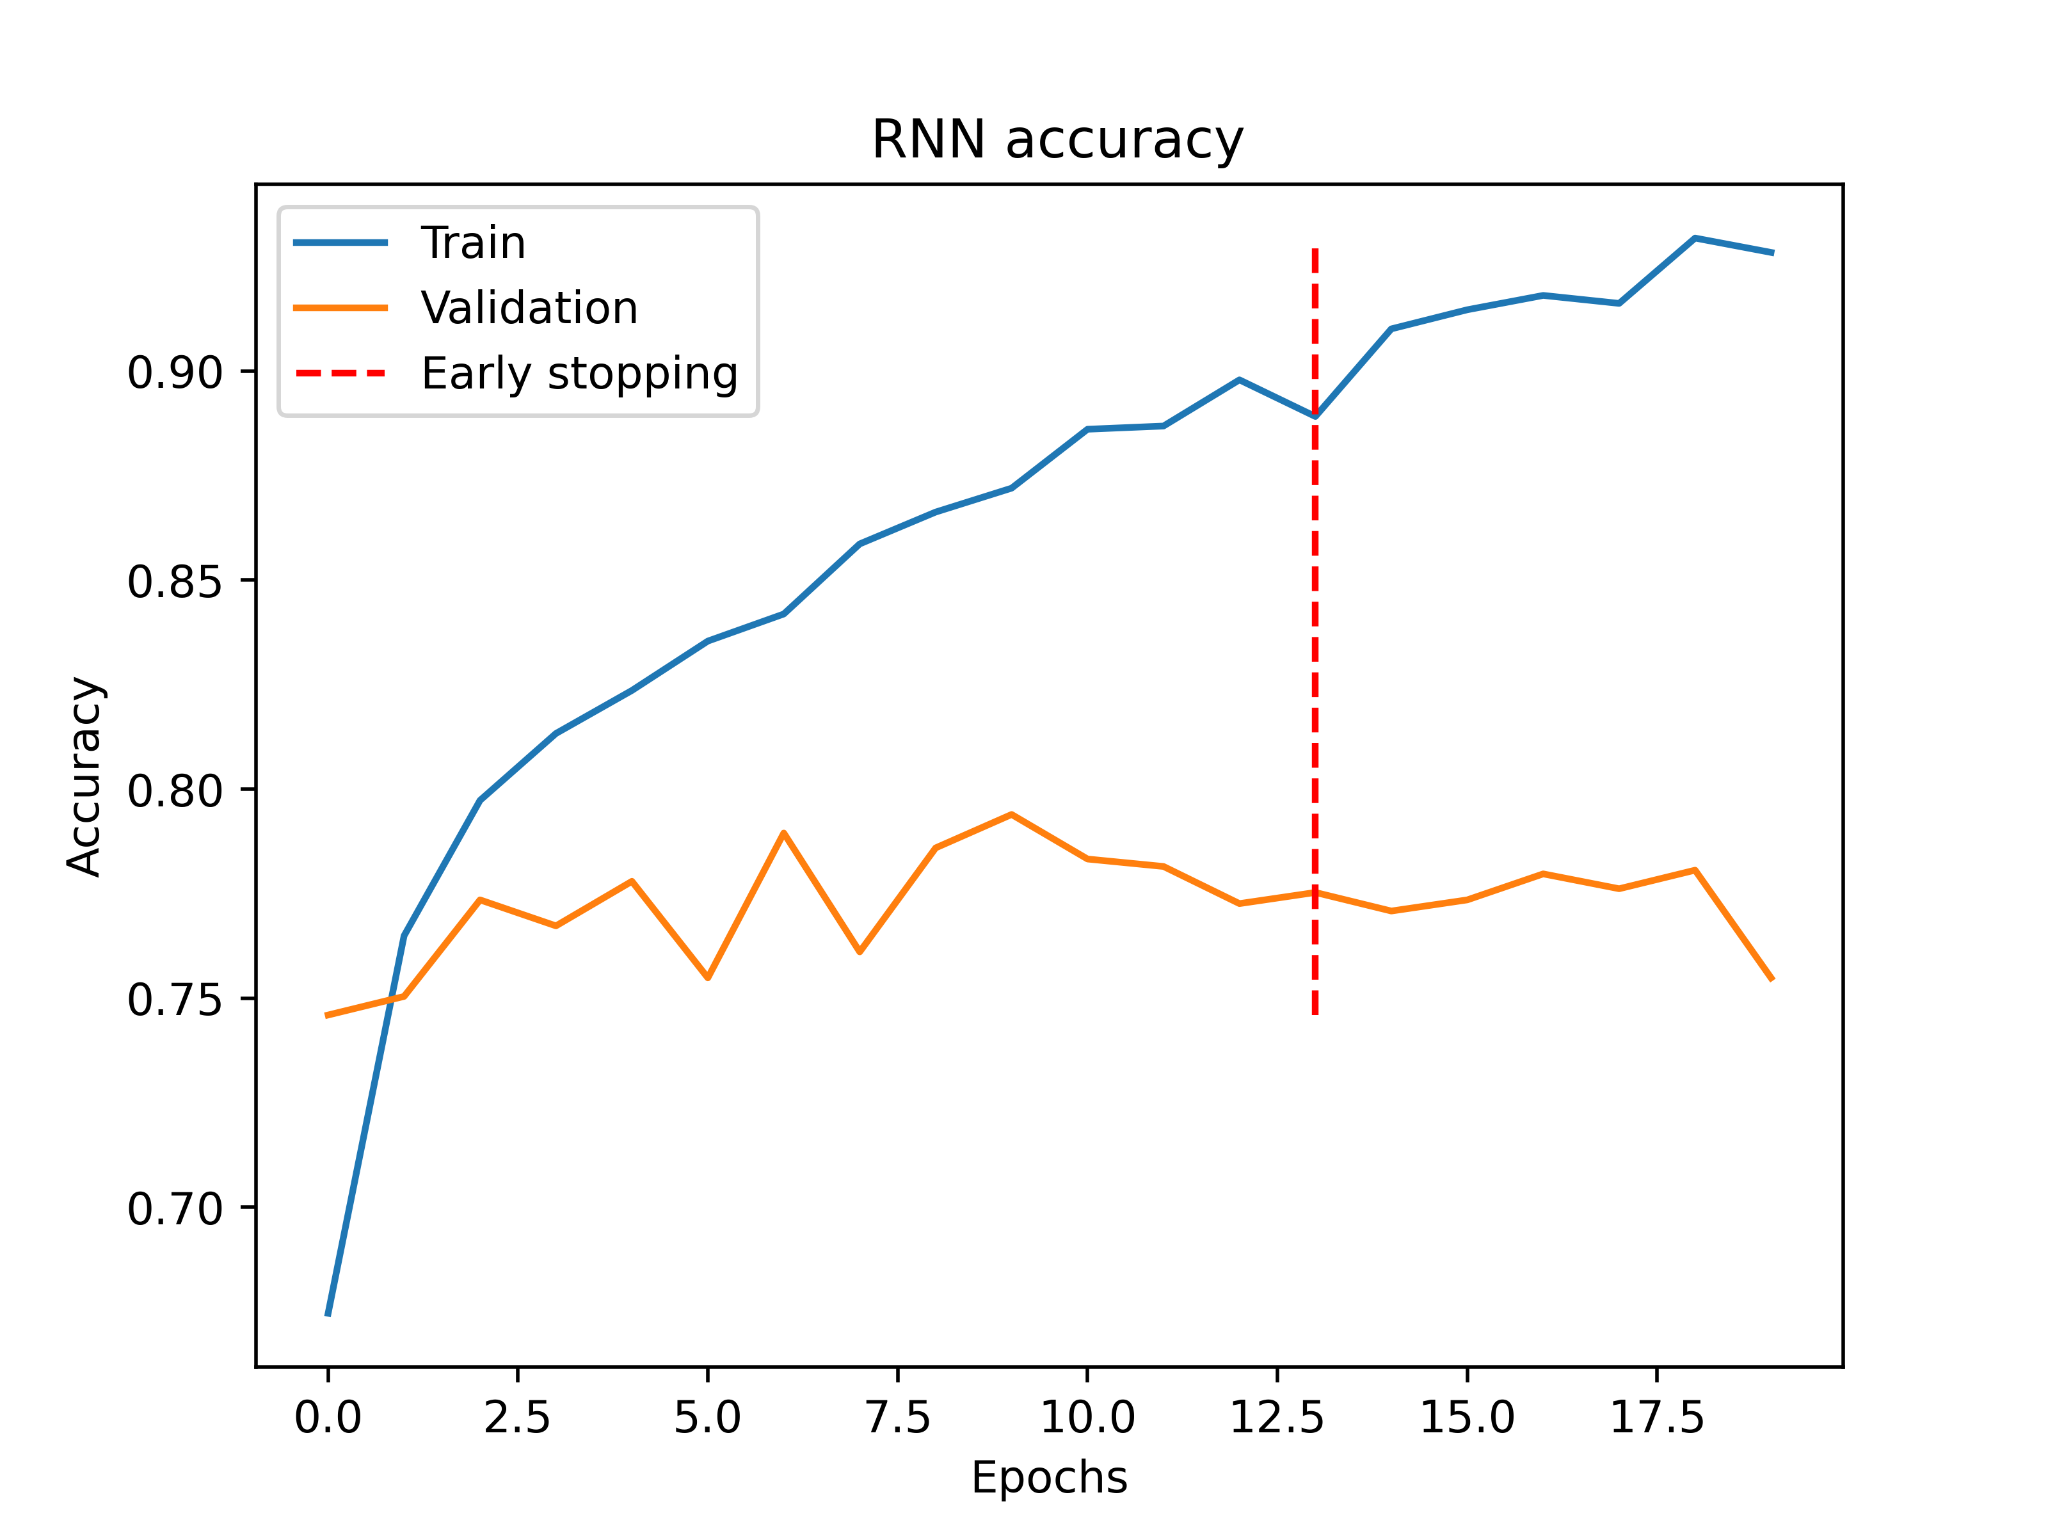 RNN accuracy
Train
Validation
Early stopping
0.90
0.85
0.80
0.75
0.70
Accuracy
0.0 2.5 5.0 7.5 10.0 12.5 15.0 17.5
Epochs